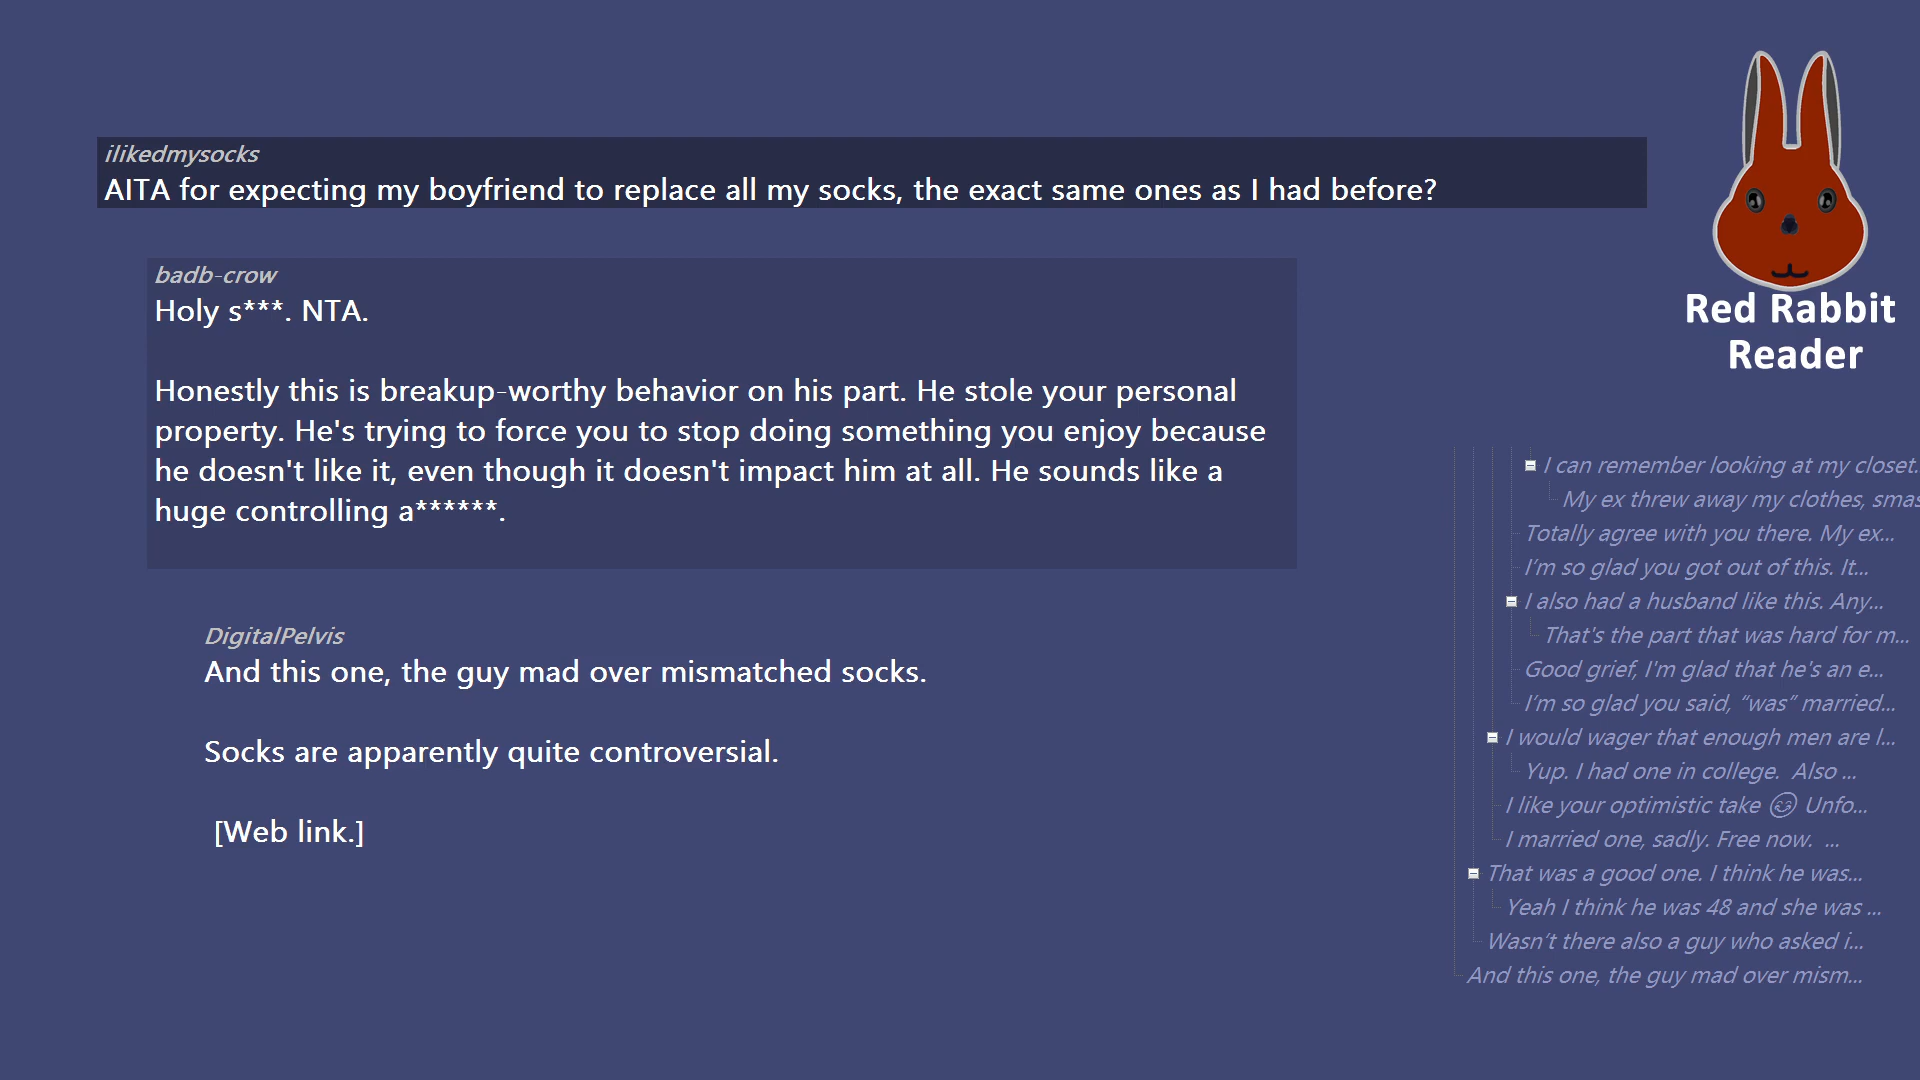 ilikedmysocks
AITA for expecting my boyfriend to replace all my socks, the exact same ones as I had before?
badb-crow
Holy s***. NTA.
Honestly this is breakup-worthy behavior on his part. He stole your personal
property. He's trying to force you to stop doing something you enjoy because
he doesn't like it, even though it doesn't impact him at all. He sounds like a
huge controlling a******.
DigitalPelvis
And this one, the guy mad over mismatched socks.
Socks are apparently quite controversial.
[Web link.]
Red Rabbit
Reader
I can remember looking at my closet..
My ex threw away my clothes, smas
Totally agree with you there. My ex...
I’m so glad you got out of this. It...
I also had a husband like this. Any...
That's the part that was hard for m...
Good grief, I'm glad that he's an e...
I’m so glad you said, “was” married...
I would wager that enough men are l...
Yup. I had one in college.  Also ...
I like your optimistic take 😊 Unfo...
I married one, sadly. Free now.  ...
That was a good one. I think he was...
Yeah I think he was 48 and she was ...
Wasn’t there also a guy who asked i...
And this one, the guy mad over mism...